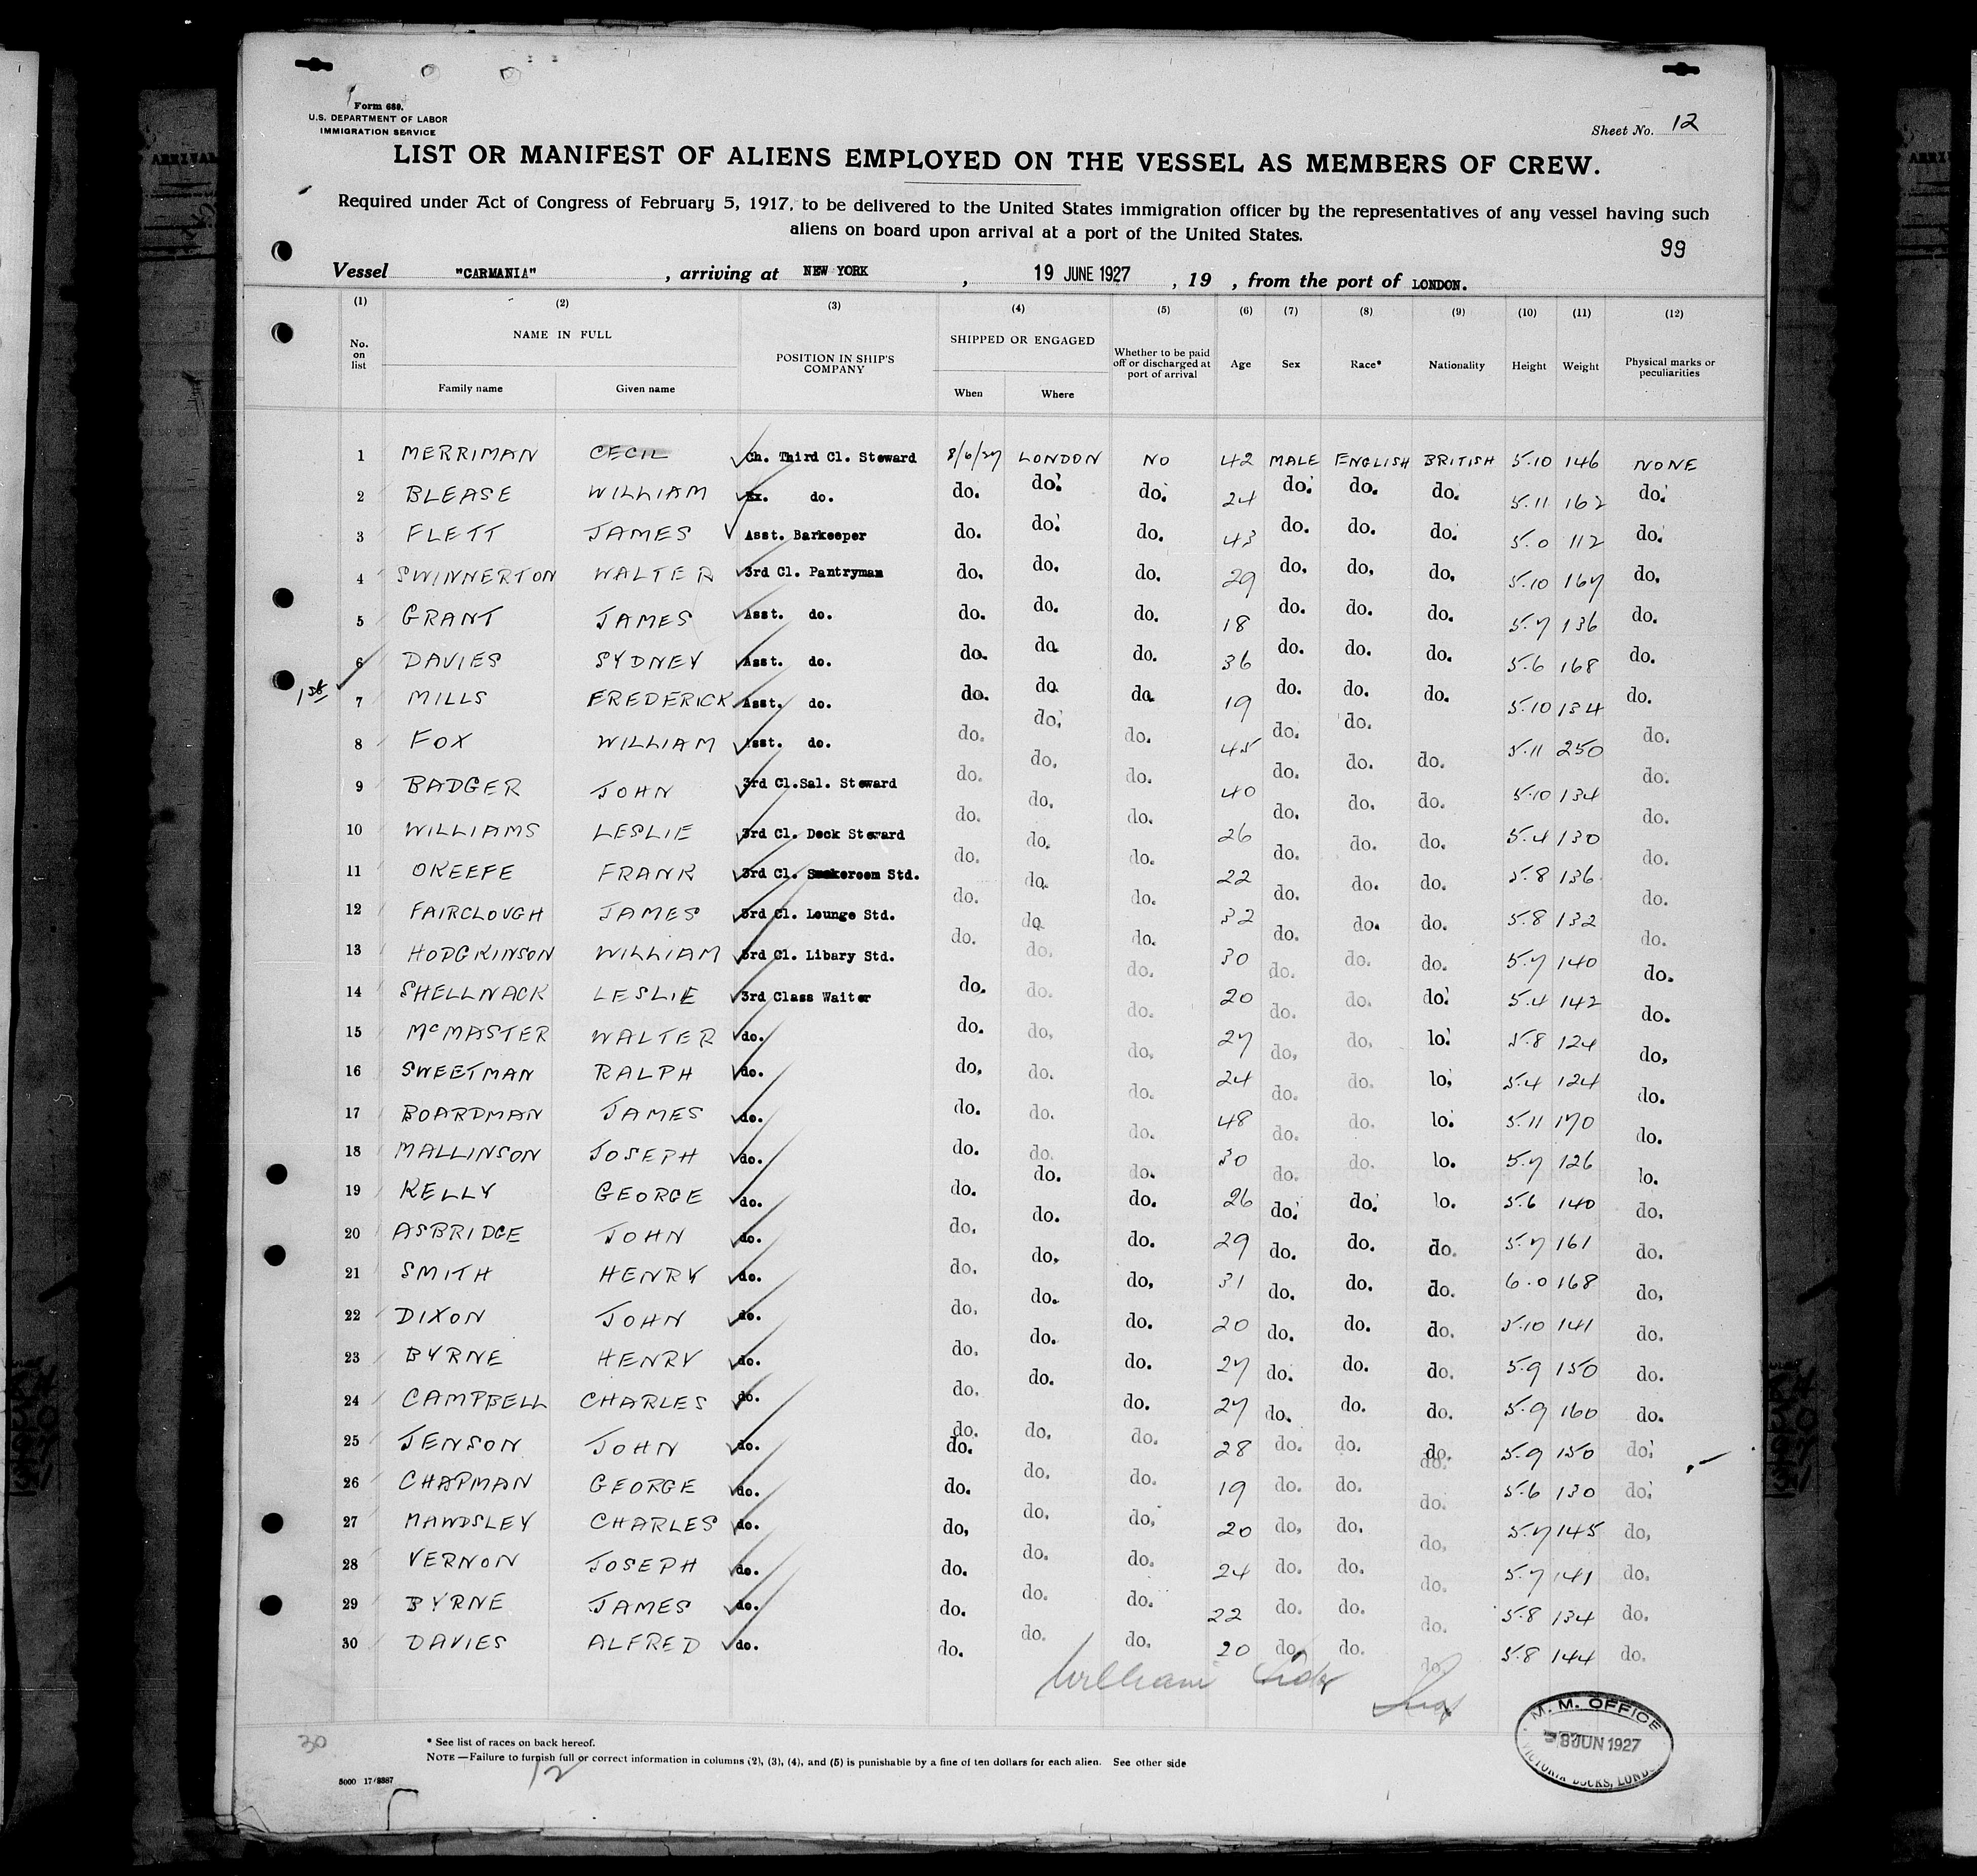 Form 680.
U.S. DEPARTMENT OF LABOR
IMMIGRATION SERVICE
Sheet No. 12
LIST OR MANIFEST OF ALIENS EMPLOYED ON THE VESSEL AS MEMBERS OF CREW.
Required under Act of Congress of February 5, 1917, to be delivered to the United States immigration officer by the representatives of any vessel having such
aliens on board upon arrival at a port of the United States.
99
Vessel "CARMANIA", arriving at NEW YORK, 19 JUNE 1927, 19 , from the port of LONDON.
(1) (2) (3) (4) (5) (6) (7) (8) (9) (10) (11) (12)
No. on list NAME IN FULL Family name Given name POSITION IN SHIP'S COMPANY SHIPPED OR ENGAGED When Where Whether to be paid off or discharged at port of arrival Age Sex Race* Nationality Height Weight Physical marks or peculiarities
1 MERRIMAN CECIL Ch. Third Cl. Steward 8/6/27 LONDON NO 42 MALE ENGLISH BRITISH 5.10 146 NONE
2 BLEASE WILLIAM Ex. do. do. do. do. 24 do. do. do. 5.11 162 do.
3 FLETT JAMES Asst. Barkeeper do. do. do. 43 do. do. do. 5.0 112 do.
4 SWINNERTON WALTER 3rd Cl. Pantryman do. do. do. 29 do. do. do. 5.10 167 do.
5 GRANT JAMES Asst. do. do. do. do. 18 do. do. do. 5.7 136 do.
6 DAVIES SYDNEY Asst. do. do. do. do. 36 do. do. do. 5.6 168 do.
1st
7 MILLS FREDERICK Asst. do. do. do. do. 19 do. do. do. 5.10 134 do.
8 FOX WILLIAM Asst. do. do. do. do. 45 do. do. 5.11 250 do.
9 BADGER JOHN 3rd Cl.Sal. Steward do. do. do. 40 do. do. do. 5.10 134 do.
10 WILLIAMS LESLIE 3rd Cl. Deck Steward do. do. do. 26 do. do. do. 5.4 130 do.
11 OKEEFE FRANK 3rd Cl. Smokeroom Std. do. do. do. 22 do. do. do. 5.8 136 do.
12 FAIRCLOUGH JAMES 3rd Cl. Lounge Std. do. do. do. 32 do. do. do. 5.8 132 do.
13 HODGKINSON WILLIAM 3rd Cl. Libary Std. do. do. do. 30 do. do. do. 5.7 140 do.
14 SHELLNACK LESLIE 3rd Class Waiter do. do. do. 20 do. do. do. 5.4 142 do.
15 McMASTER WALTER do. do. do. do. 27 do. do. lo. 5.8 124 do.
16 SWEETMAN RALPH do. do. do. do. 24 do. do. lo. 5.4 124 do.
17 BOARDMAN JAMES do. do. do. do. 48 do. do. lo. 5.11 170 do.
18 MALLINSON JOSEPH do. do. do. do. 30 do. do. lo. 5.7 126 do.
19 KELLY GEORGE do. do. do. do. 26 do. do. lo. 5.6 140 lo. do.
20 ASBRIDGE JOHN do. do. do. do. 29 do. do. do. 5.7 161 do.
21 SMITH HENRY do. do. do. do. 31 do. do. do. 6.0 168 do.
22 DIXON JOHN do. do. do. do. 20 do. do. do. 5.10 141 do.
23 BYRNE HENRY do. do. do. do. 27 do. do. do. 5.9 150 do.
24 CAMPBELL CHARLES do. do. do. do. 27 do. do. do. 5.9 160 do.
25 JENSON JOHN do. do. do. do. do. 28 do. do. do. do. 5.9 150 do.
26 CHAPMAN GEORGE do. do. do. do. 19 do. do. do. 5.6 130 do.
27 MAWDSLEY CHARLES do. do. do. do. 20 do. do. do. 5.7 145 do.
28 VERNON JOSEPH do. do. do. do. 24 do. do. do. 5.7 141 do.
29 BYRNE JAMES do. do. do. do. 22 do. do. do. 5.8 134 do.
30 DAVIES ALFRED do. do. do. do. 20 do. do. do. 5.8 144 do.
William
M. M. OFFICE
8 JUN 1927
VICTORIA DOCKS, LONDON
30
* See list of races on back hereof.
NOTE—Failure to furnish full or correct information in columns (2), (3), (4), and (5) is punishable by a fine of ten dollars for each alien. See other side
12
5000 17/3387